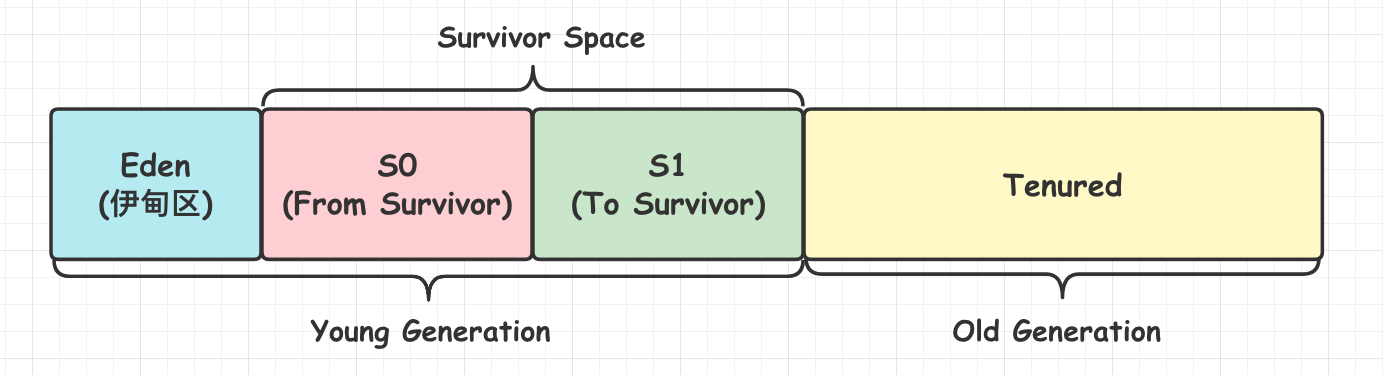 Survivor Space
Eden
(伊甸区)
S0
(From Survivor)
S1
(To Survivor)
Tenured
Young Generation
Old Generation